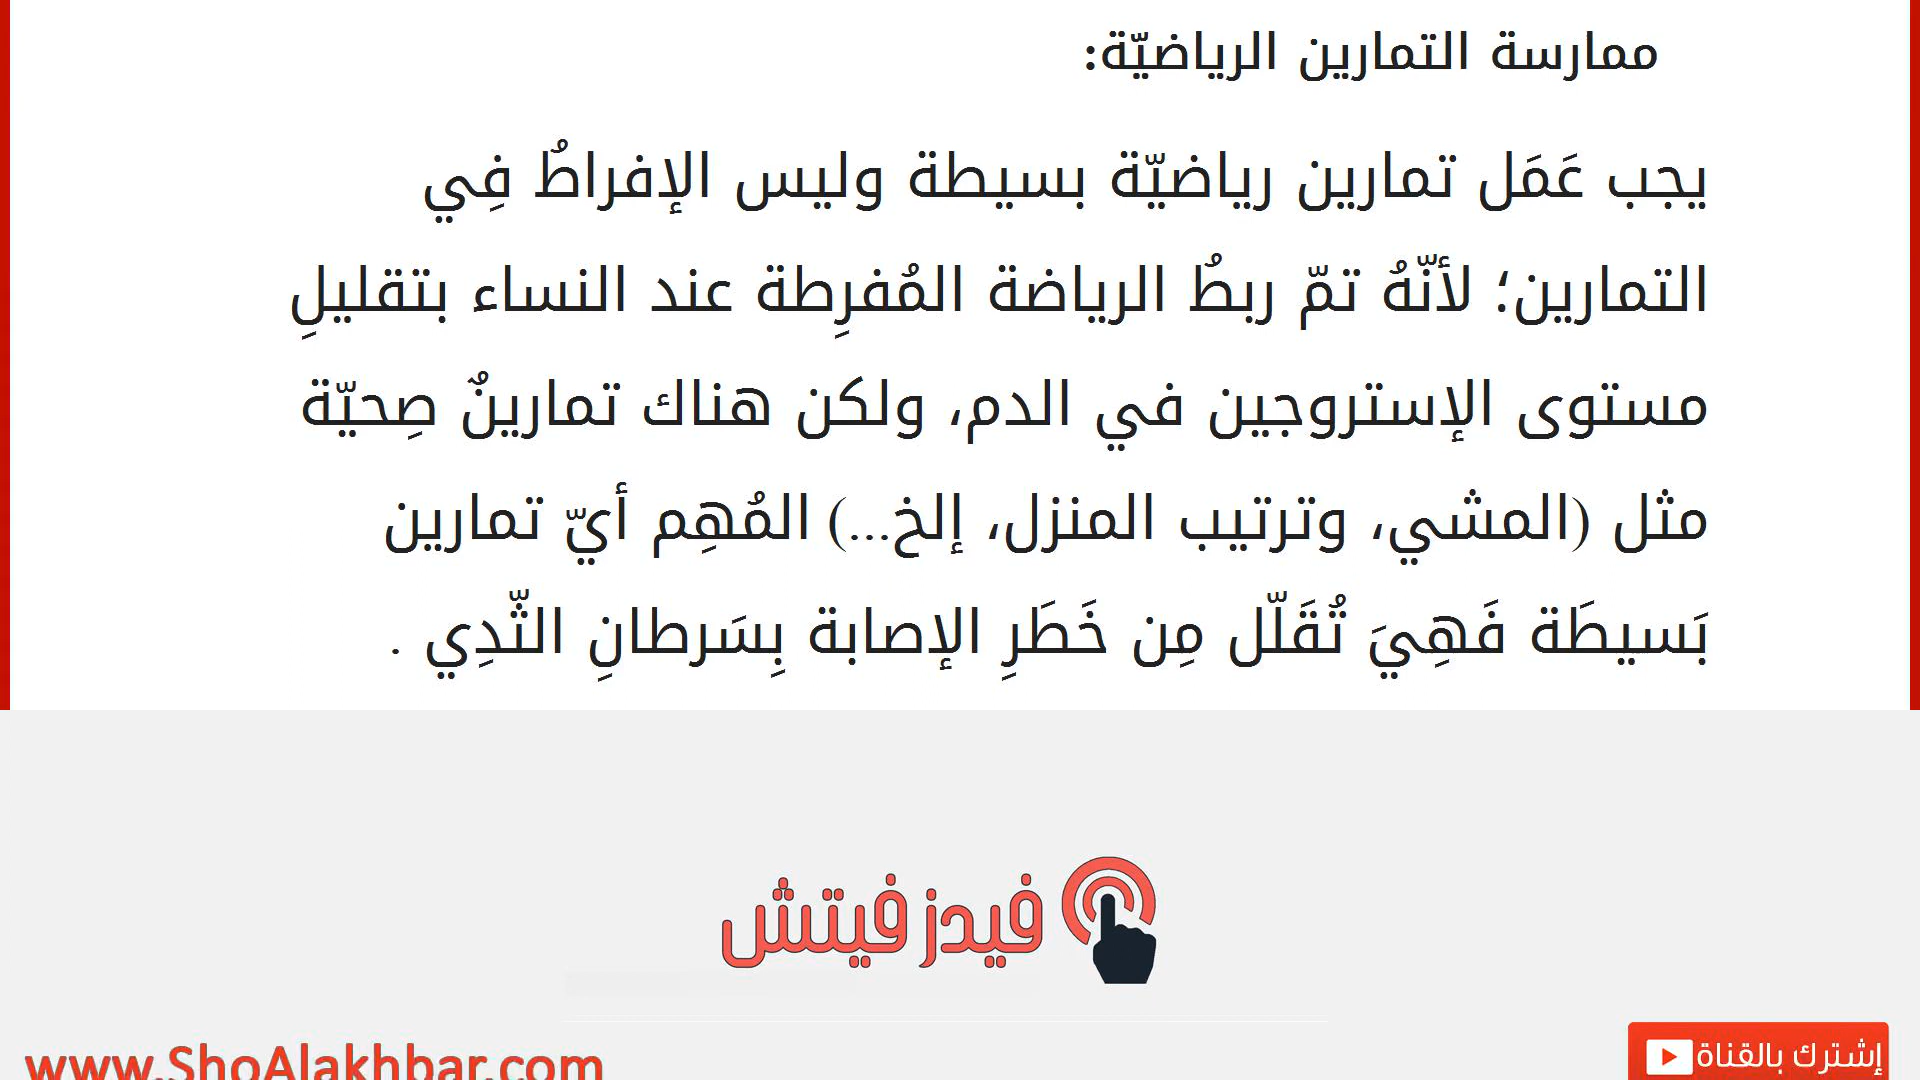 ممارسة التمارين الرياضيّة:
يجب عَمَل تمارين رياضيّة بسيطة وليس الإفراطُ فِي
التمارين؛ لأنّهُ تمّ ربطُ الرياضة المُفرِطة عند النساء بتقليلِ
مستوى الإستروجين في الدم، ولكن هناك تمارينٌ صِحيّة
مثل (المشي، وترتيب المنزل، إلخ...) المُهِم أيّ تمارين
بَسيطَة فَهِيَ تُقَلّل مِن خَطَرِ الإصابة بِسَرطانِ الثّدِي .
فيدز فيتش
www.ShoAlakhbar.com
إشترك بالقناة